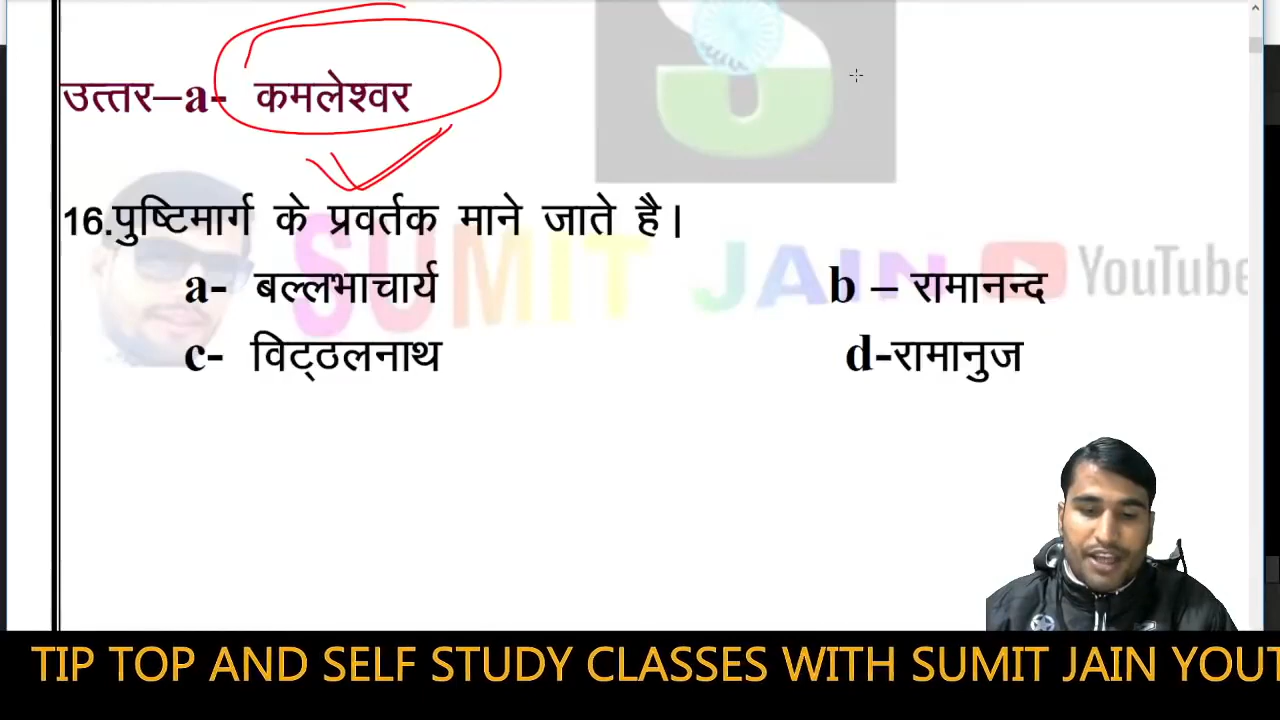 उत्तर–a- कमलेश्वर
16.पुष्टिमार्ग के प्रवर्तक माने जाते है।
a- बल्लभाचार्य b – रामानन्द
c- विट्ठलनाथ d-रामानुज
SUMIT JAIN YouTube
TIP TOP AND SELF STUDY CLASSES WITH SUMIT JAIN YOUT